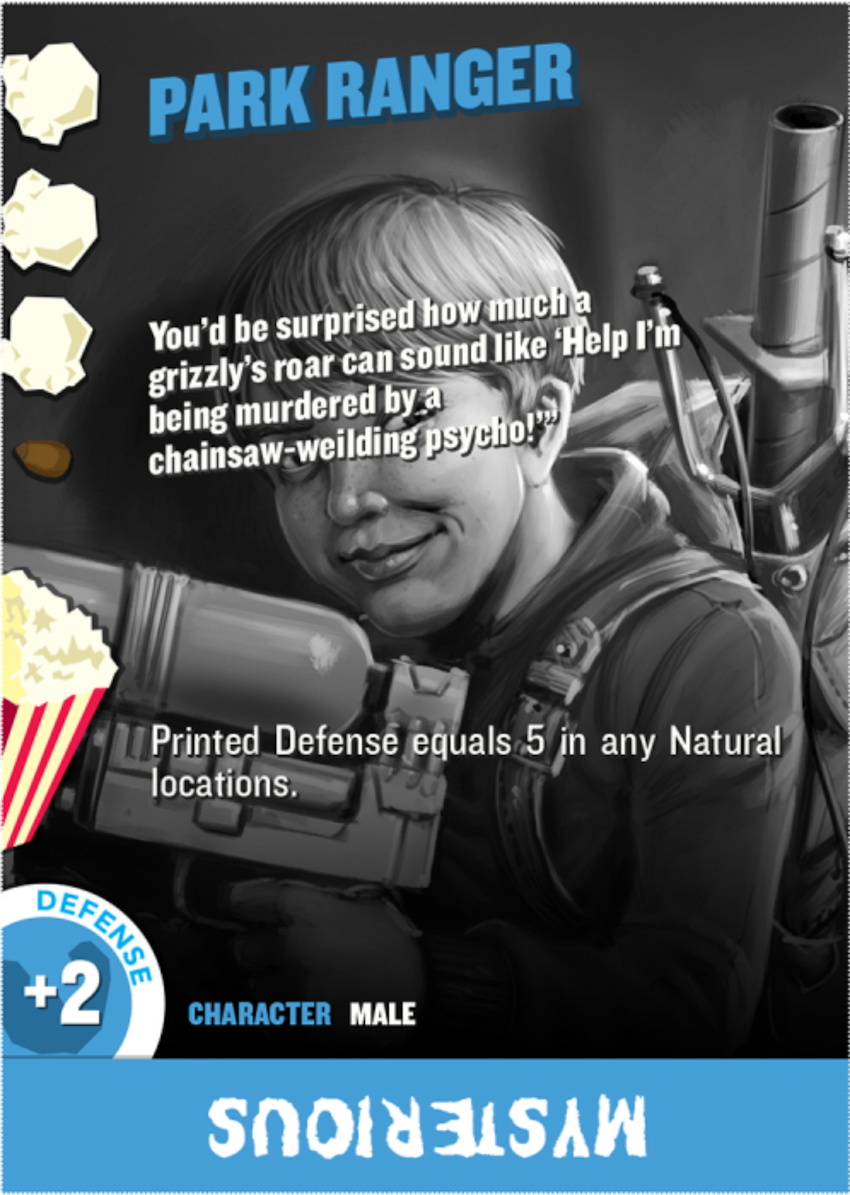 PARK RANGER
You'd be surprised how much a
grizzly's roar can sound like 'Help I'm
being murdered by a
chainsaw-weilding psycho!'"
Printed Defense equals 5 in any Natural
locations.
DEFENSE
+2
CHARACTER MALE
MYSTERIOUS